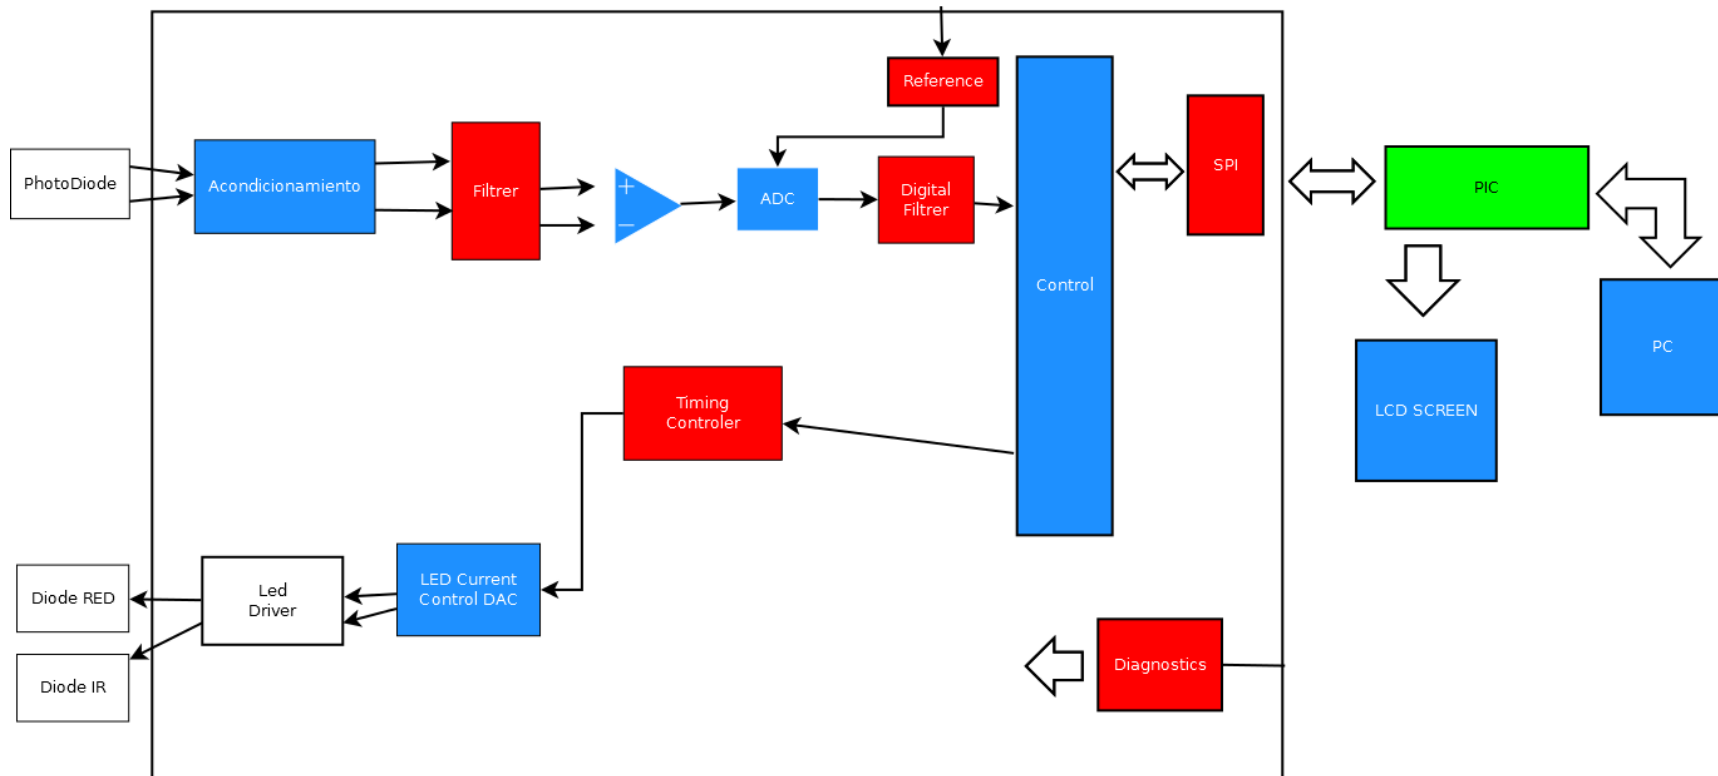 Reference
PhotoDiode
Acondicionamiento
Filtrer
+
−
ADC
Digital
Filtrer
Control
SPI
PIC
PC
LCD SCREEN
Timing
Controler
LED Current
Control DAC
Led
Driver
Diode RED
Diode IR
Diagnostics